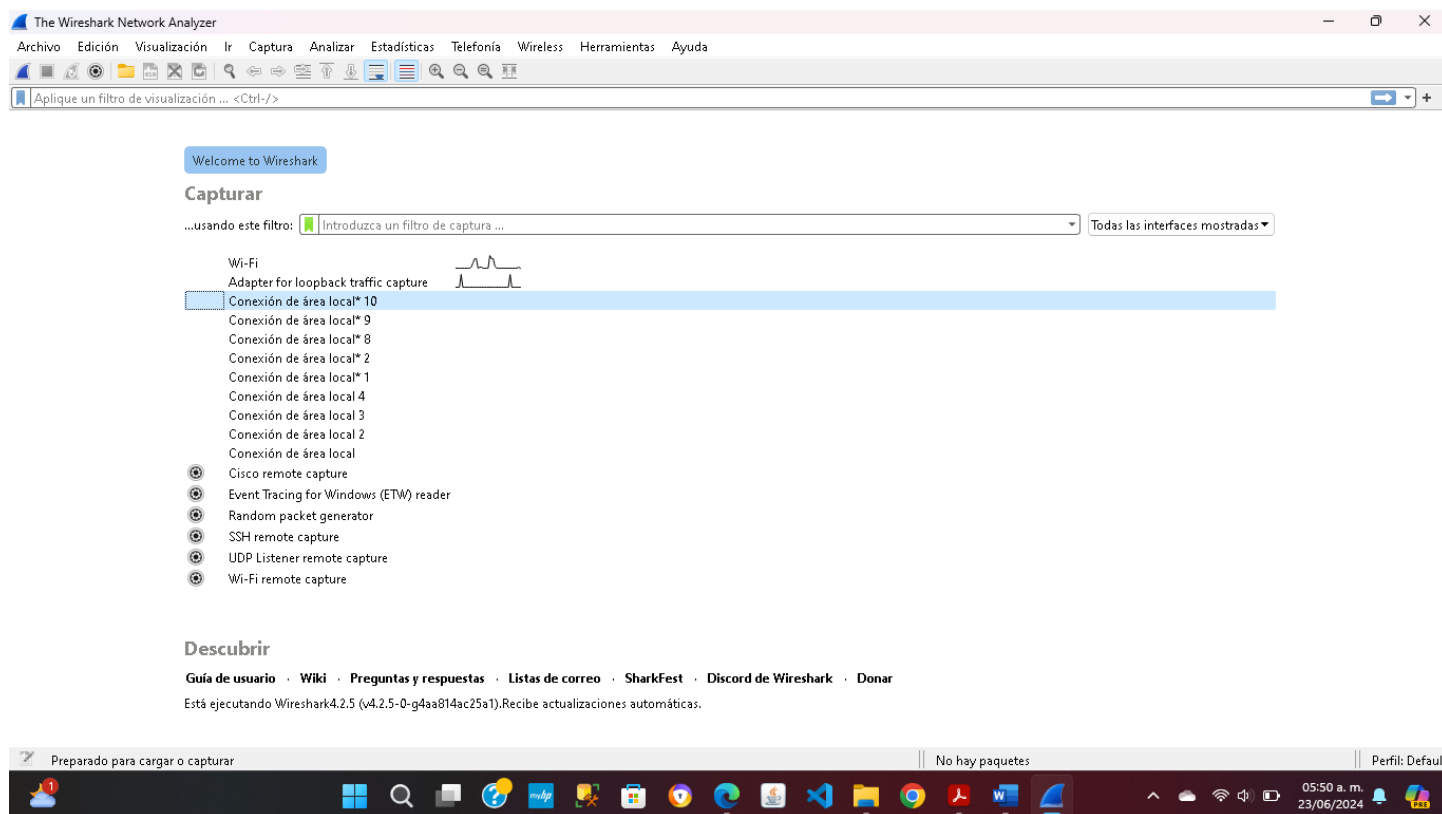 The Wireshark Network Analyzer
Archivo Edición Visualización Ir Captura Analizar Estadísticas Telefonía Wireless Herramientas Ayuda
Aplique un filtro de visualización ... <Ctrl-/>
Welcome to Wireshark
Capturar
...usando este filtro: Introduzca un filtro de captura ... Todas las interfaces mostradas
Wi-Fi
Adapter for loopback traffic capture
Conexión de área local* 10
Conexión de área local* 9
Conexión de área local* 8
Conexión de área local* 2
Conexión de área local* 1
Conexión de área local 4
Conexión de área local 3
Conexión de área local 2
Conexión de área local
Cisco remote capture
Event Tracing for Windows (ETW) reader
Random packet generator
SSH remote capture
UDP Listener remote capture
Wi-Fi remote capture
Descubrir
Guía de usuario · Wiki · Preguntas y respuestas · Listas de correo · SharkFest · Discord de Wireshark · Donar
Está ejecutando Wireshark4.2.5 (v4.2.5-0-g4aa814ac25a1).Recibe actualizaciones automáticas.
Preparado para cargar o capturar No hay paquetes Perfil: Defaul
1 myhp 05:50 a. m.
23/06/2024 PRE